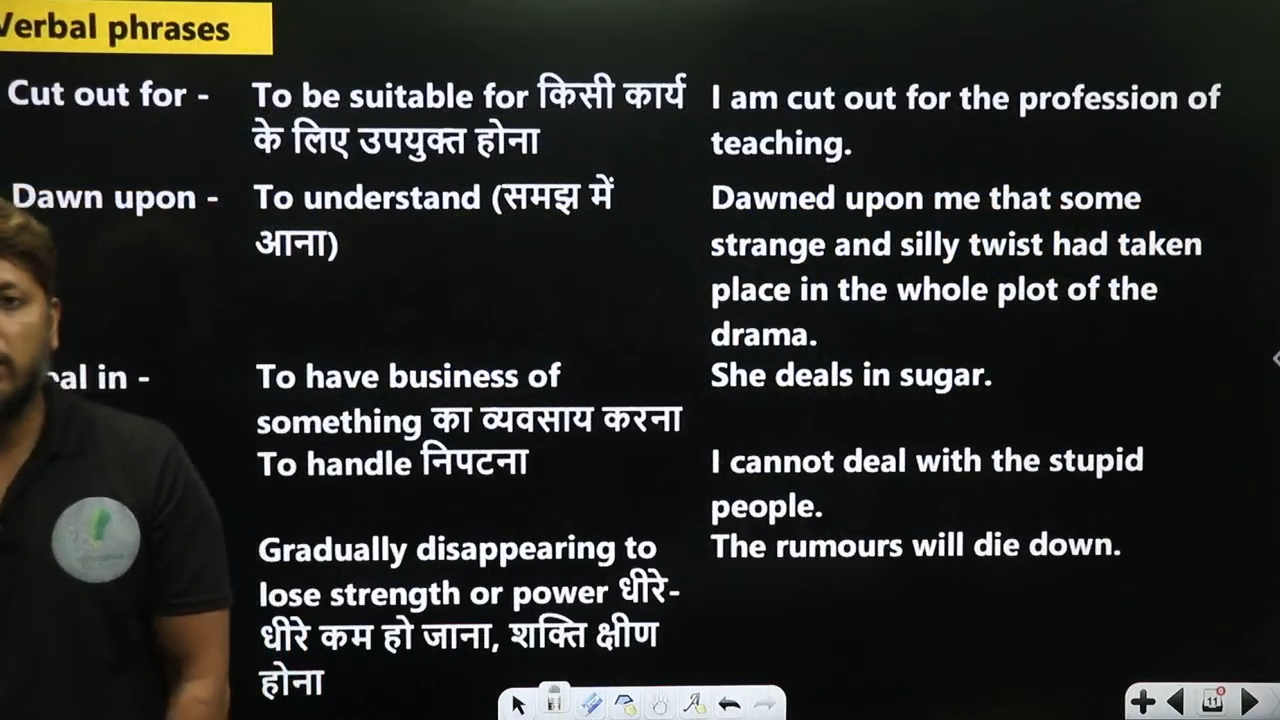 Verbal phrases
Cut out for - To be suitable for किसी कार्य I am cut out for the profession of
के लिए उपयुक्त होना teaching.
Dawn upon - To understand (समझ में Dawned upon me that some
आना) strange and silly twist had taken
place in the whole plot of the
drama.
in - To have business of She deals in sugar.
something का व्यवसाय करना
To handle निपटना I cannot deal with the stupid
people.
Gradually disappearing to The rumours will die down.
lose strength or power धीरे-
धीरे कम हो जाना, शक्ति क्षीण
होना
11